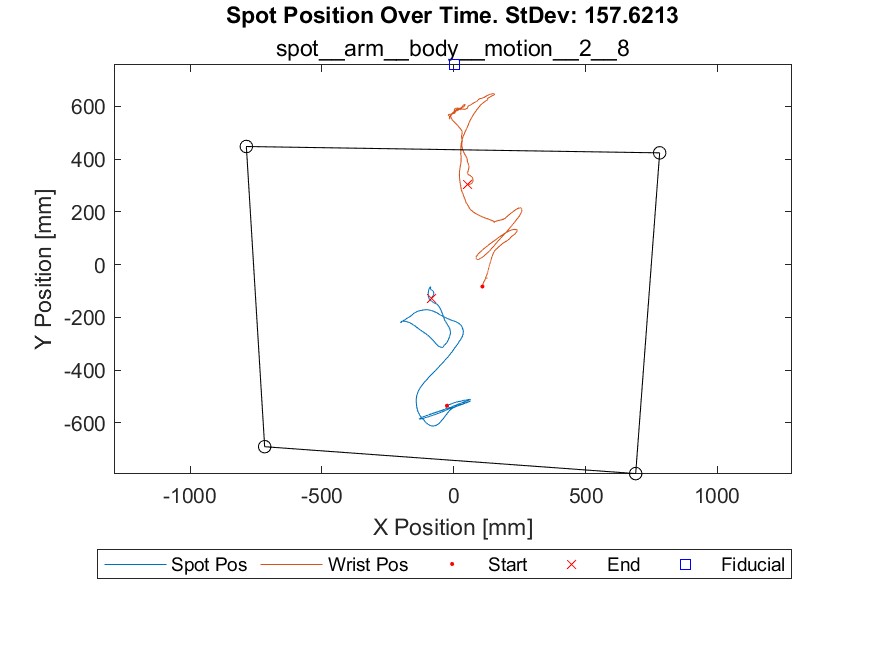 Spot Position Over Time. StDev: 157.6213
spot__arm__body__motion__2__8
600
400
200
0
-200
-400
-600
Y Position [mm]
-1000 -500 0 500 1000
X Position [mm]
Spot Pos Wrist Pos Start End Fiducial